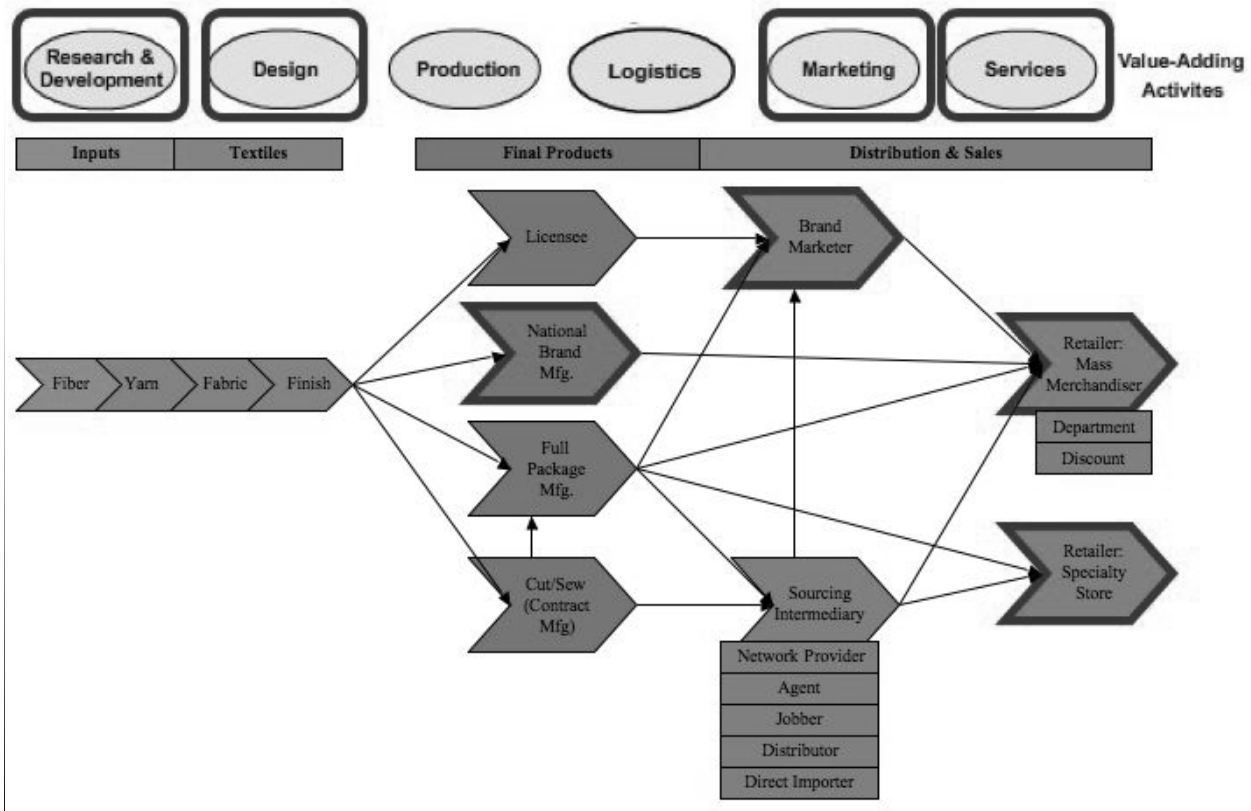 Research &
Development
Design
Production
Logistics
Marketing
Services
Value-Adding
Activites
Inputs
Textiles
Final Products
Distribution & Sales
Licensee
Brand
Marketer
National
Brand
Mfg.
Retailer:
Mass
Merchandiser
Department
Discount
Fiber
Yarn
Fabric
Finish
Full
Package
Mfg.
Cut/Sew
(Contract
Mfg)
Sourcing
Intermediary
Network Provider
Agent
Jobber
Distributor
Direct Importer
Retailer:
Specialty
Store